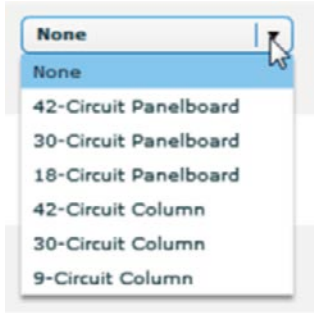 None
None
42-Circuit Panelboard
30-Circuit Panelboard
18-Circuit Panelboard
42-Circuit Column
30-Circuit Column
9-Circuit Column